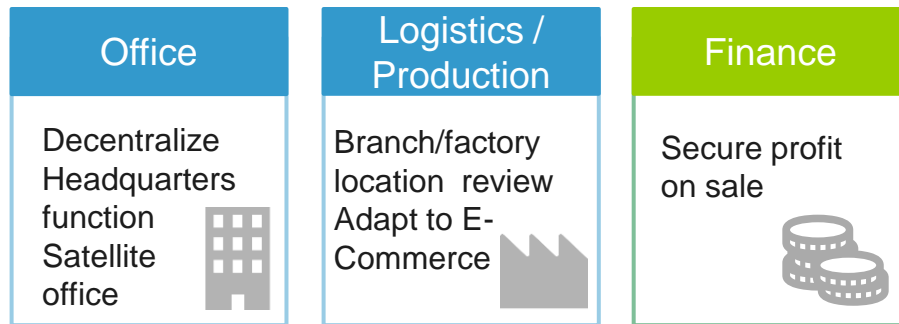 Office
Decentralize
Headquarters
function
Satellite
office
Logistics /
Production
Branch/factory
location review
Adapt to E-
Commerce
Finance
Secure profit
on sale